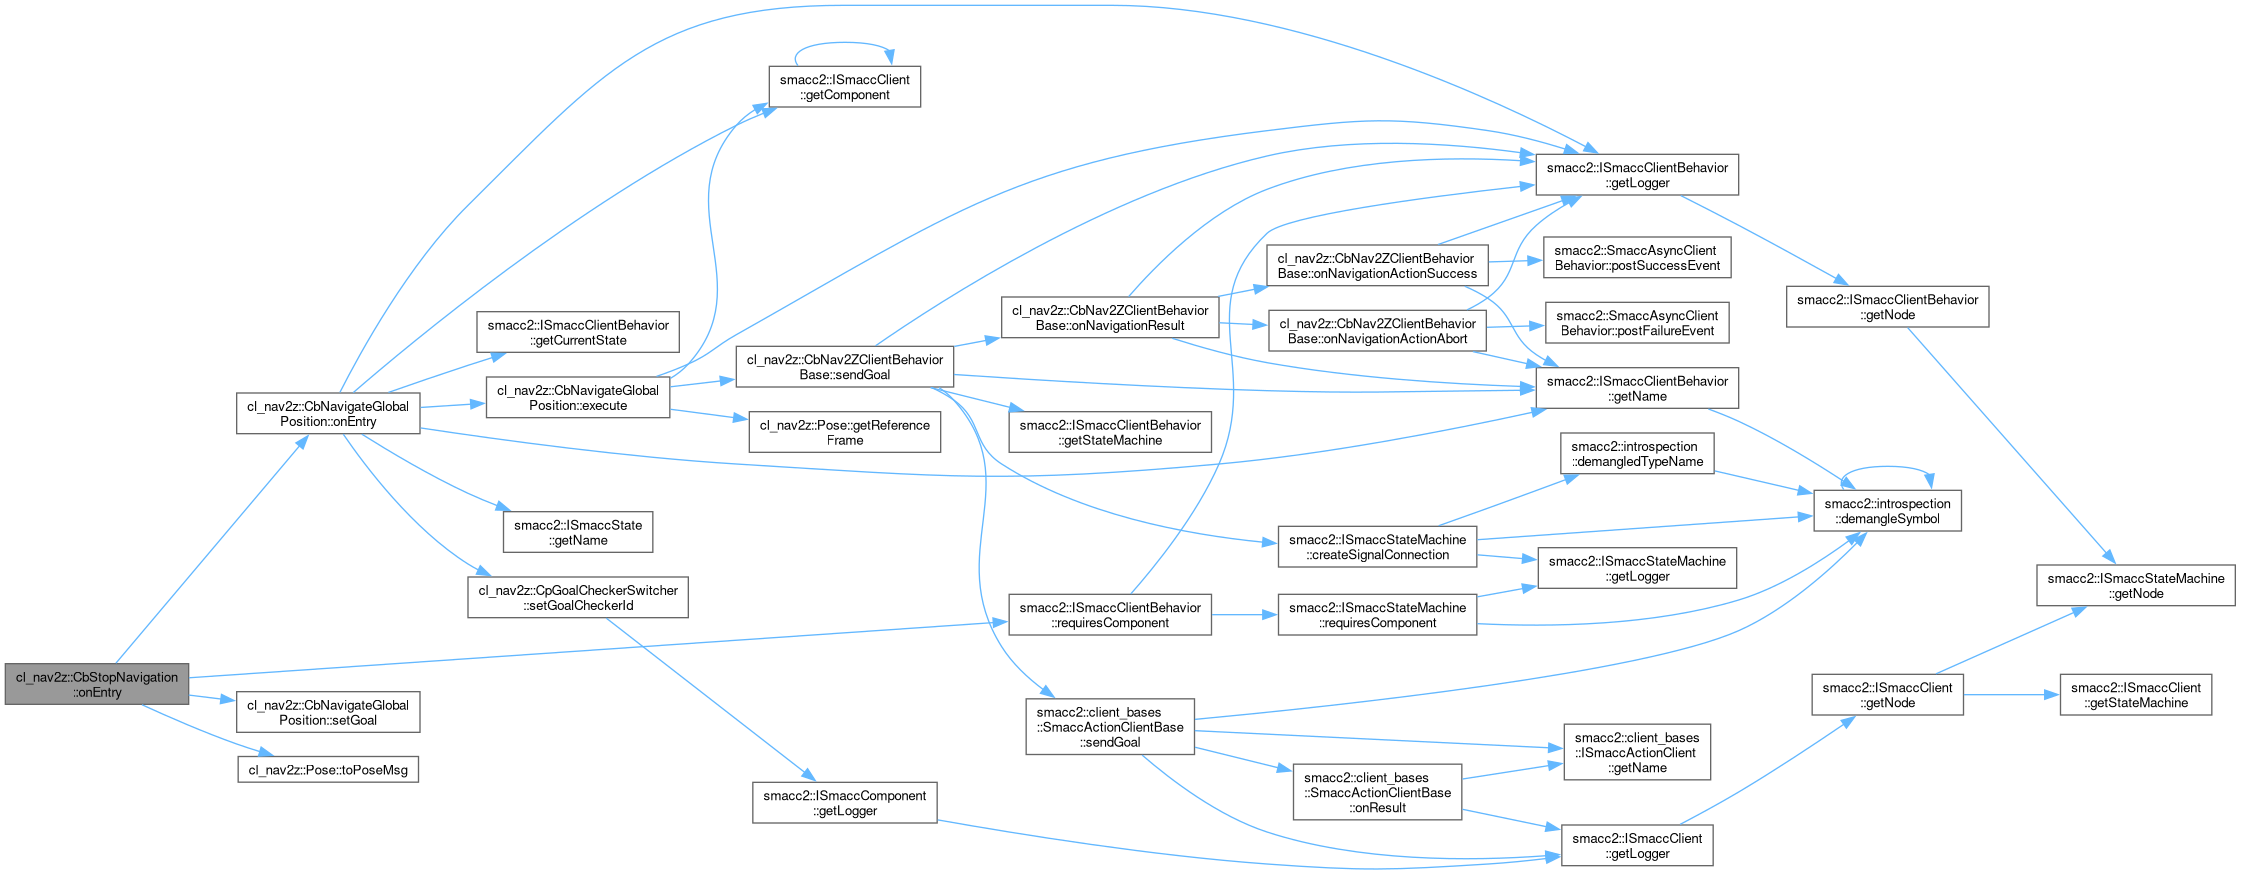 smacc2::ISmaccClient
::getComponent
smacc2::ISmaccClientBehavior
::getLogger
cl_nav2z::CbNav2ZClientBehavior
Base::onNavigationActionSuccess
smacc2::SmaccAsyncClient
Behavior::postSuccessEvent
smacc2::ISmaccClientBehavior
::getNode
cl_nav2z::CbNav2ZClientBehavior
Base::onNavigationResult
cl_nav2z::CbNav2ZClientBehavior
Base::onNavigationActionAbort
smacc2::SmaccAsyncClient
Behavior::postFailureEvent
smacc2::ISmaccClientBehavior
::getCurrentState
cl_nav2z::CbNav2ZClientBehavior
Base::sendGoal
smacc2::ISmaccClientBehavior
::getName
cl_nav2z::CbNavigateGlobal
Position::execute
cl_nav2z::CbNavigateGlobal
Position::onEntry
cl_nav2z::Pose::getReference
Frame
smacc2::ISmaccClientBehavior
::getStateMachine
smacc2::introspection
::demangledTypeName
smacc2::introspection
::demangleSymbol
smacc2::ISmaccState
::getName
smacc2::ISmaccStateMachine
::createSignalConnection
smacc2::ISmaccStateMachine
::getLogger
smacc2::ISmaccStateMachine
::getNode
cl_nav2z::CpGoalCheckerSwitcher
::setGoalCheckerId
smacc2::ISmaccClientBehavior
::requiresComponent
smacc2::ISmaccStateMachine
::requiresComponent
cl_nav2z::CbStopNavigation
::onEntry
cl_nav2z::CbNavigateGlobal
Position::setGoal
smacc2::client_bases
::SmaccActionClientBase
::sendGoal
smacc2::ISmaccClient
::getNode
smacc2::ISmaccClient
::getStateMachine
smacc2::client_bases
::ISmaccActionClient
::getName
cl_nav2z::Pose::toPoseMsg
smacc2::client_bases
::SmaccActionClientBase
::onResult
smacc2::ISmaccComponent
::getLogger
smacc2::ISmaccClient
::getLogger